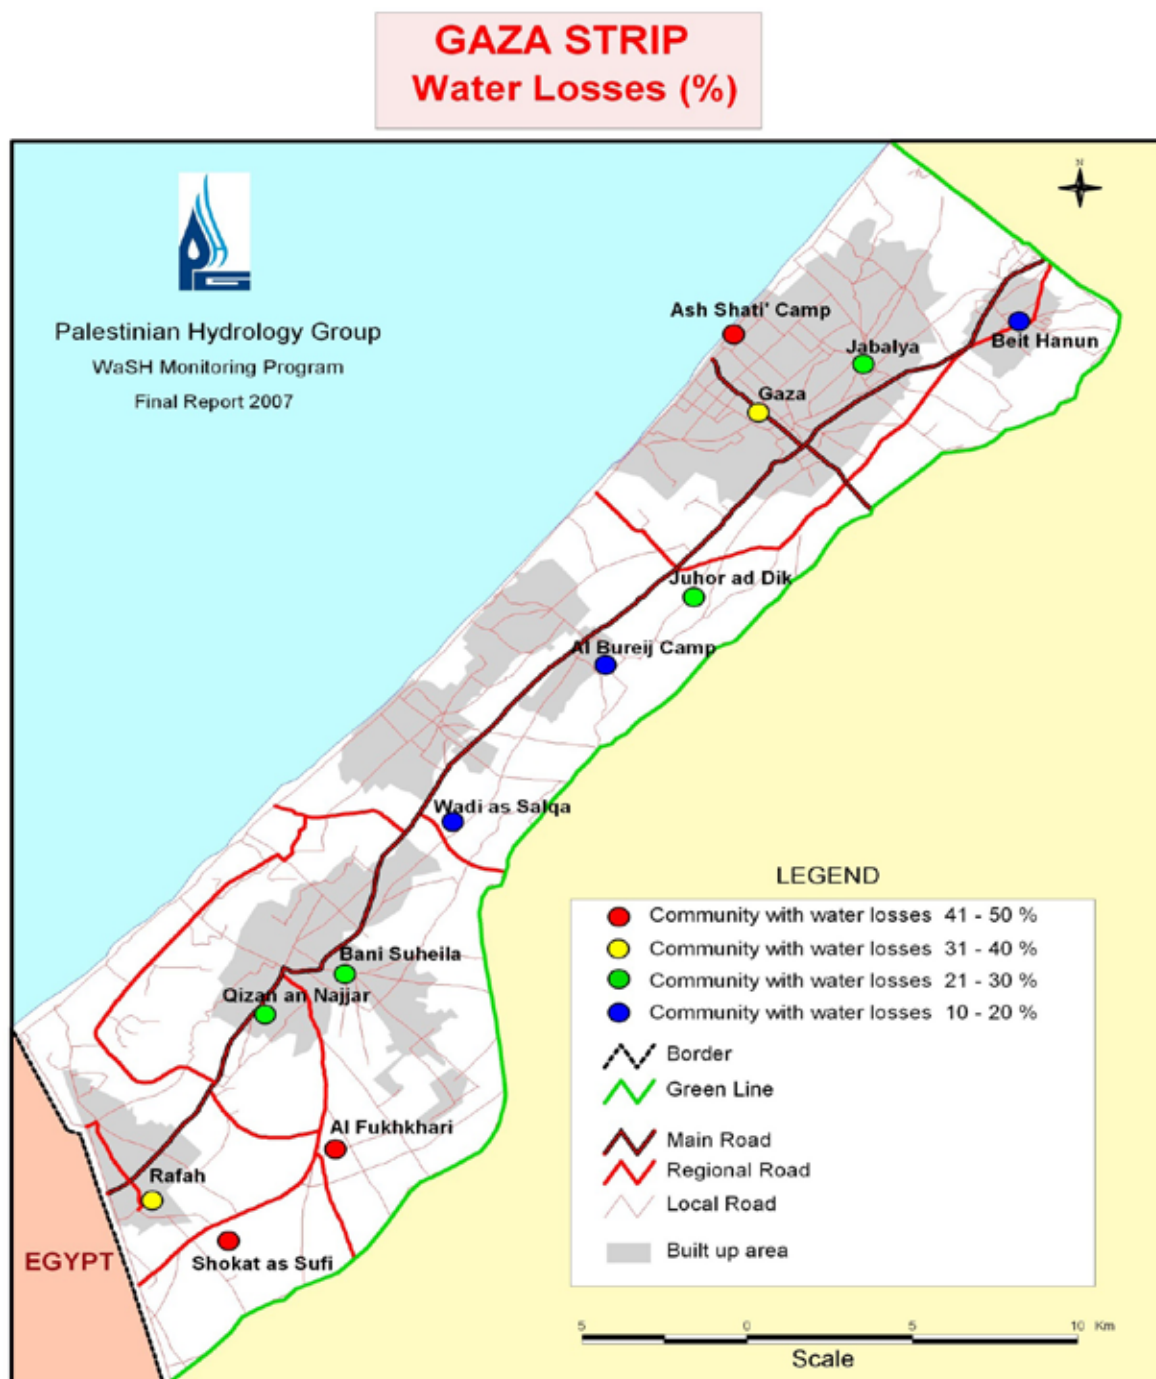 GAZA STRIP
Water Losses (%)
N
Palestinian Hydrology Group
WaSH Monitoring Program
Final Report 2007
Ash Shati' Camp
Beit Hanun
Jabalya
Gaza
Juhor ad Dik
Al Bureij Camp
Wadi as Salqa
Bani Suheila
Qizan an Najjar
Al Fukhkhari
Rafah
Shokat as Sufi
EGYPT
LEGEND
Community with water losses 41 - 50 %
Community with water losses 31 - 40 %
Community with water losses 21 - 30 %
Community with water losses 10 - 20 %
Border
Green Line
Main Road
Regional Road
Local Road
Built up area
5 0 5 10 Km
Scale